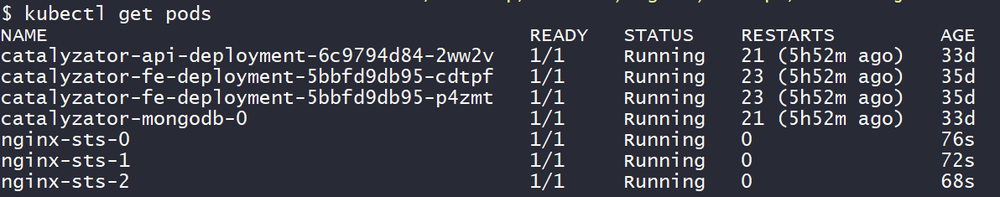 $ kubectl get pods
NAME READY STATUS RESTARTS AGE
catalyzator-api-deployment-6c9794d84-2ww2v 1/1 Running 21 (5h52m ago) 33d
catalyzator-fe-deployment-5bbfd9db95-cdtpf 1/1 Running 23 (5h52m ago) 35d
catalyzator-fe-deployment-5bbfd9db95-p4zmt 1/1 Running 23 (5h52m ago) 35d
catalyzator-mongodb-0 1/1 Running 21 (5h52m ago) 33d
nginx-sts-0 1/1 Running 0 76s
nginx-sts-1 1/1 Running 0 72s
nginx-sts-2 1/1 Running 0 68s